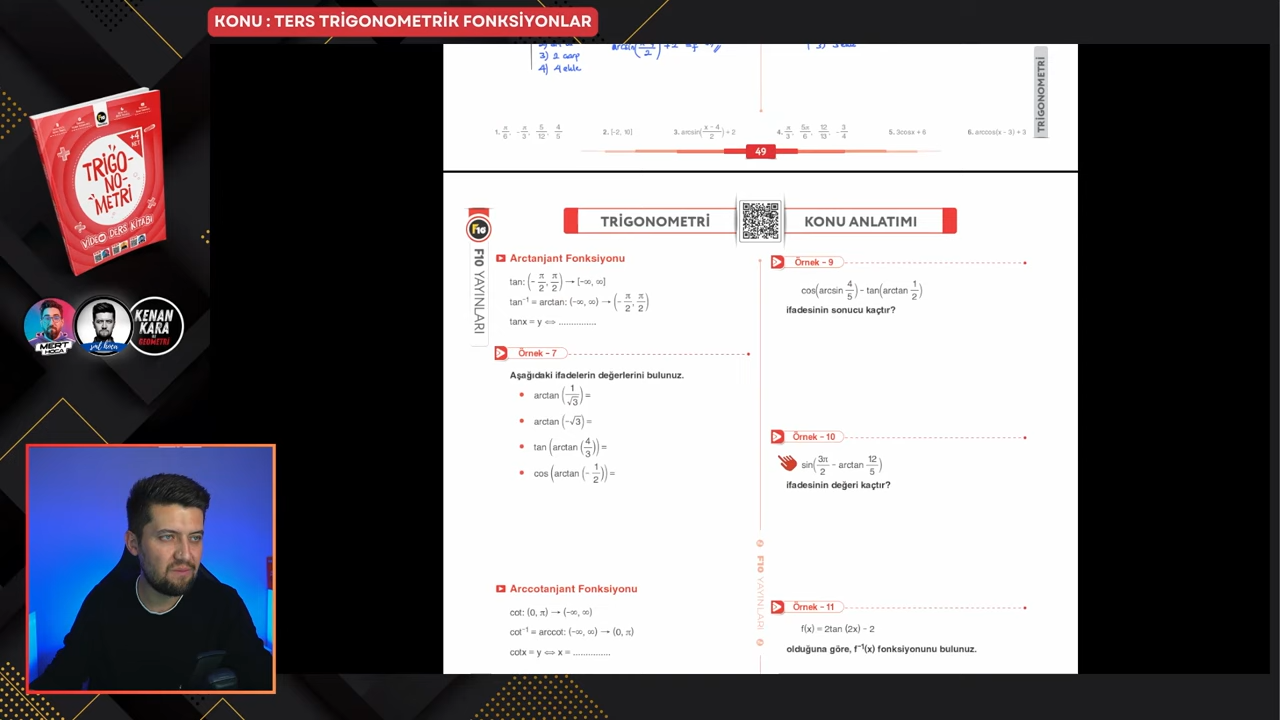 KONU : TERS TRİGONOMETRİK FONKSİYONLAR
3) 2 çarp
4) 4 ekle
1. π/6 -π/3 5/12 4/5
2. [-2, 10]
3. arcsin((x - 4)/2) + 2
4. π/3, 5π/6, 12/13, -3/4
5. 3cosx + 6
6. arccos(x - 3) + 3
49
TRİGONOMETRİ
TRİGONOMETRİ
KONU ANLATIMI
F10
F10 YAYINLARI
Arctanjant Fonksiyonu
tan: (-π/2, π/2) → [-∞, ∞]
tan⁻¹ = arctan: (-∞, ∞) → (-π/2, π/2)
tanx = y ⇔ ...............
Örnek - 7
Aşağıdaki ifadelerin değerlerini bulunuz.
• arctan (1/√3) =
• arctan (-√3) =
• tan (arctan (4/3)) =
• cos (arctan (-1/2)) =
Arccotanjant Fonksiyonu
cot: (0, π) → (-∞, ∞)
cot⁻¹ = arccot: (-∞, ∞) → (0, π)
cotx = y ⇔ x = ...............
Örnek - 9
cos(arcsin 4/5) - tan(arctan 1/2)
ifadesinin sonucu kaçtır?
Örnek - 10
sin(3π/2 - arctan 12/5)
ifadesinin değeri kaçtır?
F10 YAYINLARI
Örnek - 11
f(x) = 2tan (2x) - 2
olduğuna göre, f⁻¹(x) fonksiyonunu bulunuz.
+4 NET
TRİGO-
NO-
METRİ
VİDEO DERS KİTABI
MERT
HOCA
KENAN
KARA
GEOMETRİ